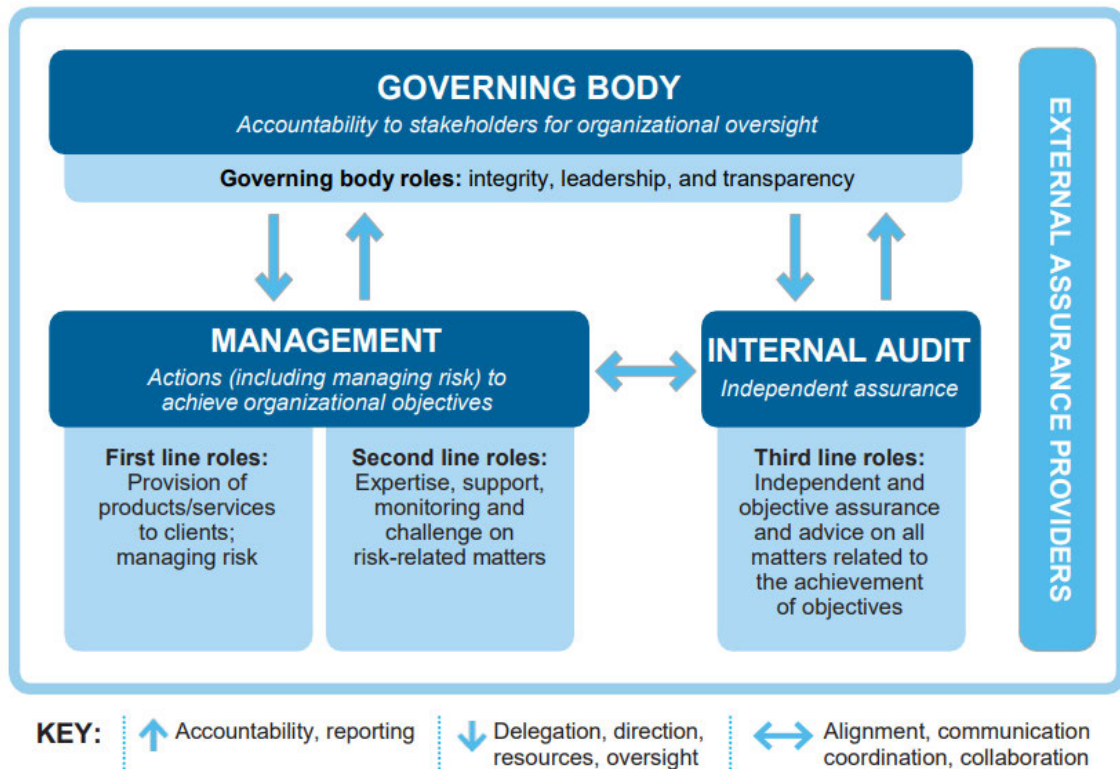 GOVERNING BODY
Accountability to stakeholders for organizational oversight
Governing body roles: integrity, leadership, and transparency
MANAGEMENT
Actions (including managing risk) to
achieve organizational objectives
First line roles:
Provision of
products/services
to clients;
managing risk
Second line roles:
Expertise, support,
monitoring and
challenge on
risk-related matters
INTERNAL AUDIT
Independent assurance
Third line roles:
Independent and
objective assurance
and advice on all
matters related to
the achievement
of objectives
EXTERNAL ASSURANCE PROVIDERS
KEY:
Accountability, reporting
Delegation, direction,
resources, oversight
Alignment, communication
coordination, collaboration